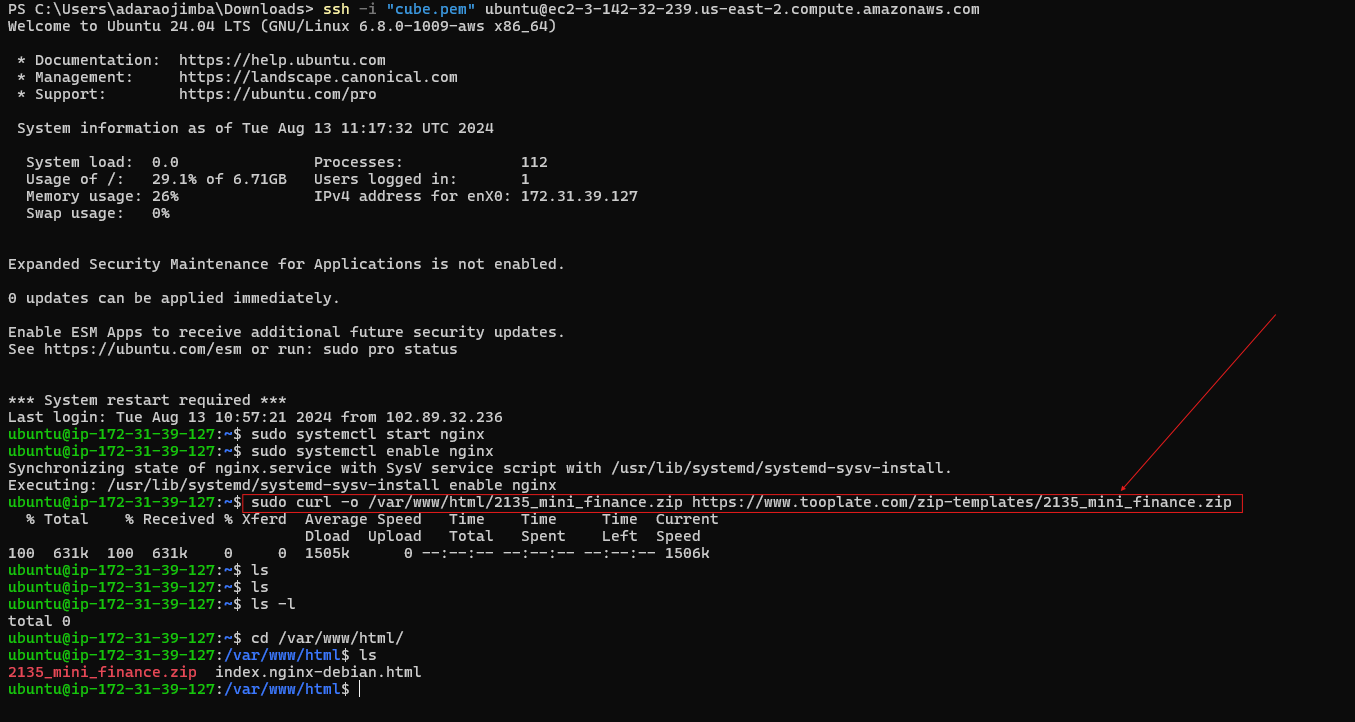 PS C:\Users\adaraojimba\Downloads> ssh -i "cube.pem" ubuntu@ec2-3-142-32-239.us-east-2.compute.amazonaws.com
Welcome to Ubuntu 24.04 LTS (GNU/Linux 6.8.0-1009-aws x86_64)
 * Documentation:  https://help.ubuntu.com
 * Management:     https://landscape.canonical.com
 * Support:        https://ubuntu.com/pro
 System information as of Tue Aug 13 11:17:32 UTC 2024
  System load:  0.0               Processes:             112
  Usage of /:   29.1% of 6.71GB   Users logged in:       1
  Memory usage: 26%               IPv4 address for enX0: 172.31.39.127
  Swap usage:   0%
Expanded Security Maintenance for Applications is not enabled.
0 updates can be applied immediately.
Enable ESM Apps to receive additional future security updates.
See https://ubuntu.com/esm or run: sudo pro status
*** System restart required ***
Last login: Tue Aug 13 10:57:21 2024 from 102.89.32.236
ubuntu@ip-172-31-39-127:~$ sudo systemctl start nginx
ubuntu@ip-172-31-39-127:~$ sudo systemctl enable nginx
Synchronizing state of nginx.service with SysV service script with /usr/lib/systemd/systemd-sysv-install.
Executing: /usr/lib/systemd/systemd-sysv-install enable nginx
ubuntu@ip-172-31-39-127:~$ sudo curl -o /var/www/html/2135_mini_finance.zip https://www.tooplate.com/zip-templates/2135_mini_finance.zip
  % Total    % Received % Xferd  Average Speed   Time    Time     Time  Current
                                 Dload  Upload   Total   Spent    Left  Speed
100  631k  100  631k    0     0  1505k      0 --:--:-- --:--:-- --:--:-- 1506k
ubuntu@ip-172-31-39-127:~$ ls
ubuntu@ip-172-31-39-127:~$ ls
ubuntu@ip-172-31-39-127:~$ ls -l
total 0
ubuntu@ip-172-31-39-127:~$ cd /var/www/html/
ubuntu@ip-172-31-39-127:/var/www/html$ ls
2135_mini_finance.zip  index.nginx-debian.html
ubuntu@ip-172-31-39-127:/var/www/html$